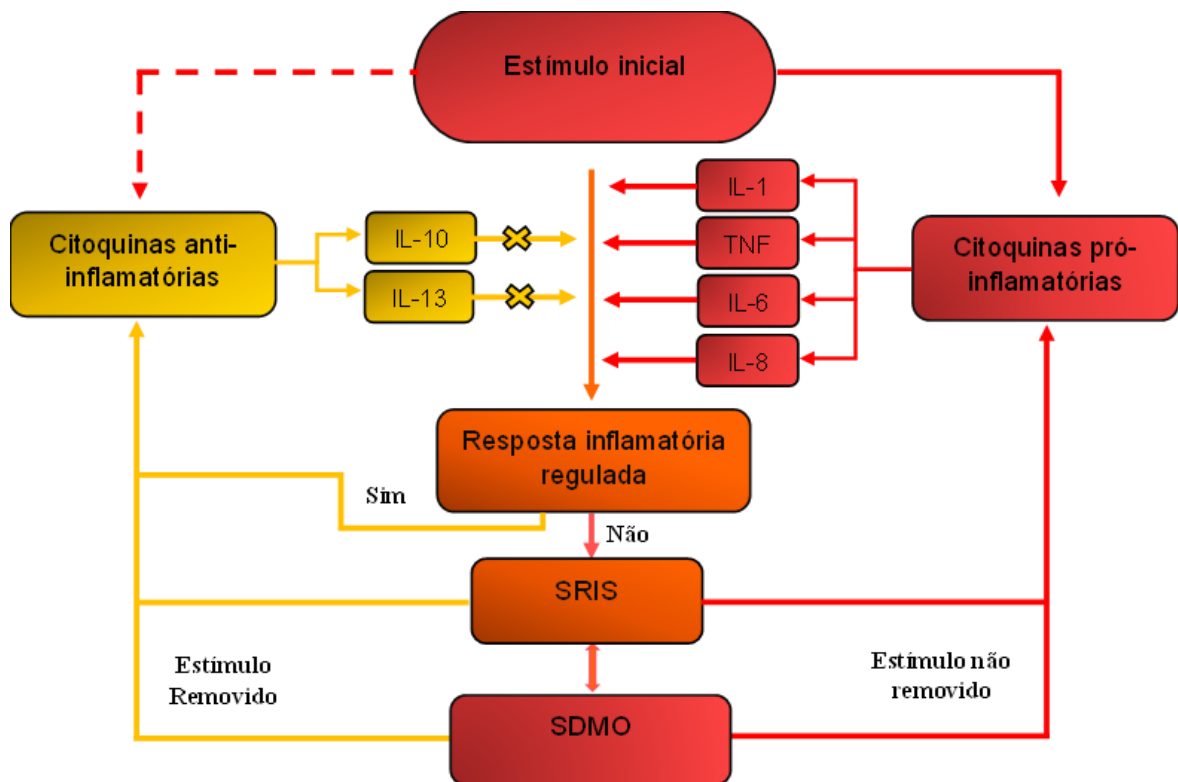 Estímulo inicial
Citoquinas anti-
inflamatórias
IL-10
IL-13
IL-1
TNF
IL-6
IL-8
Citoquinas pró-
inflamatórias
Resposta inflamatória
regulada
Sim
Não
SRIS
Estímulo
Removido
Estímulo não
removido
SDMO